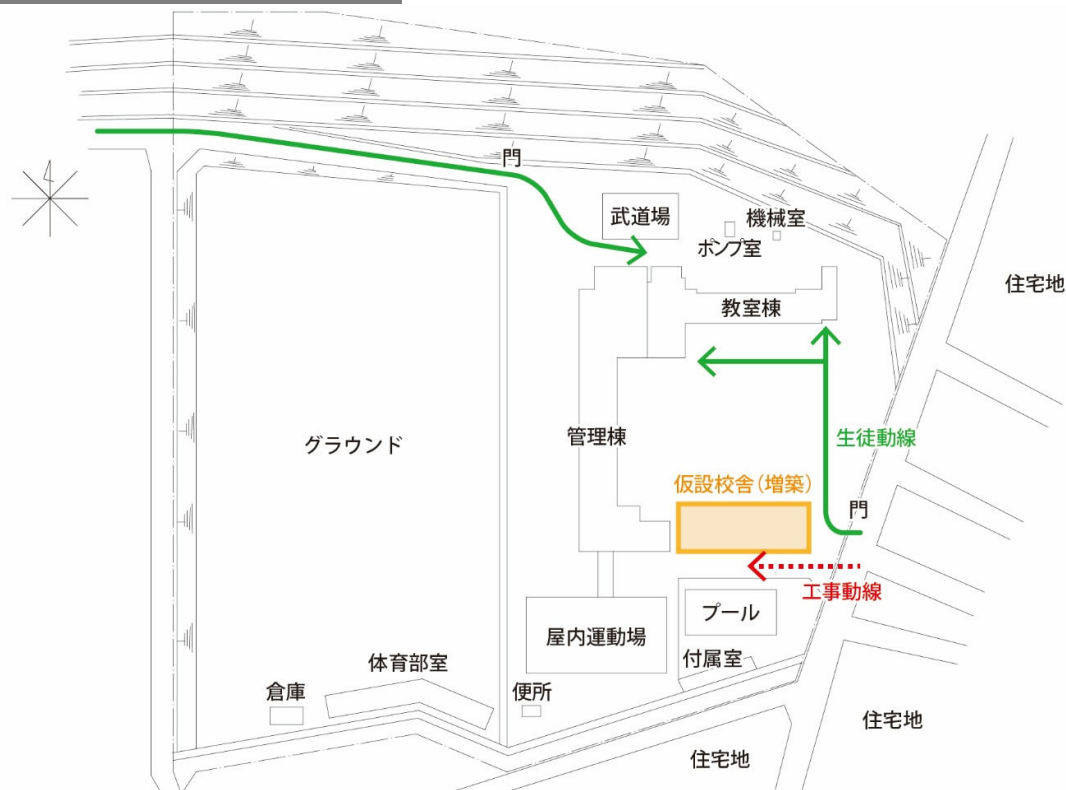 門
武道場
機械室
ポンプ室
住宅地
教室棟
管理棟
生徒動線
グラウンド
仮設校舎(増築)
門
工事動線
プール
屋内運動場
体育部室
付属室
倉庫
便所
住宅地
住宅地